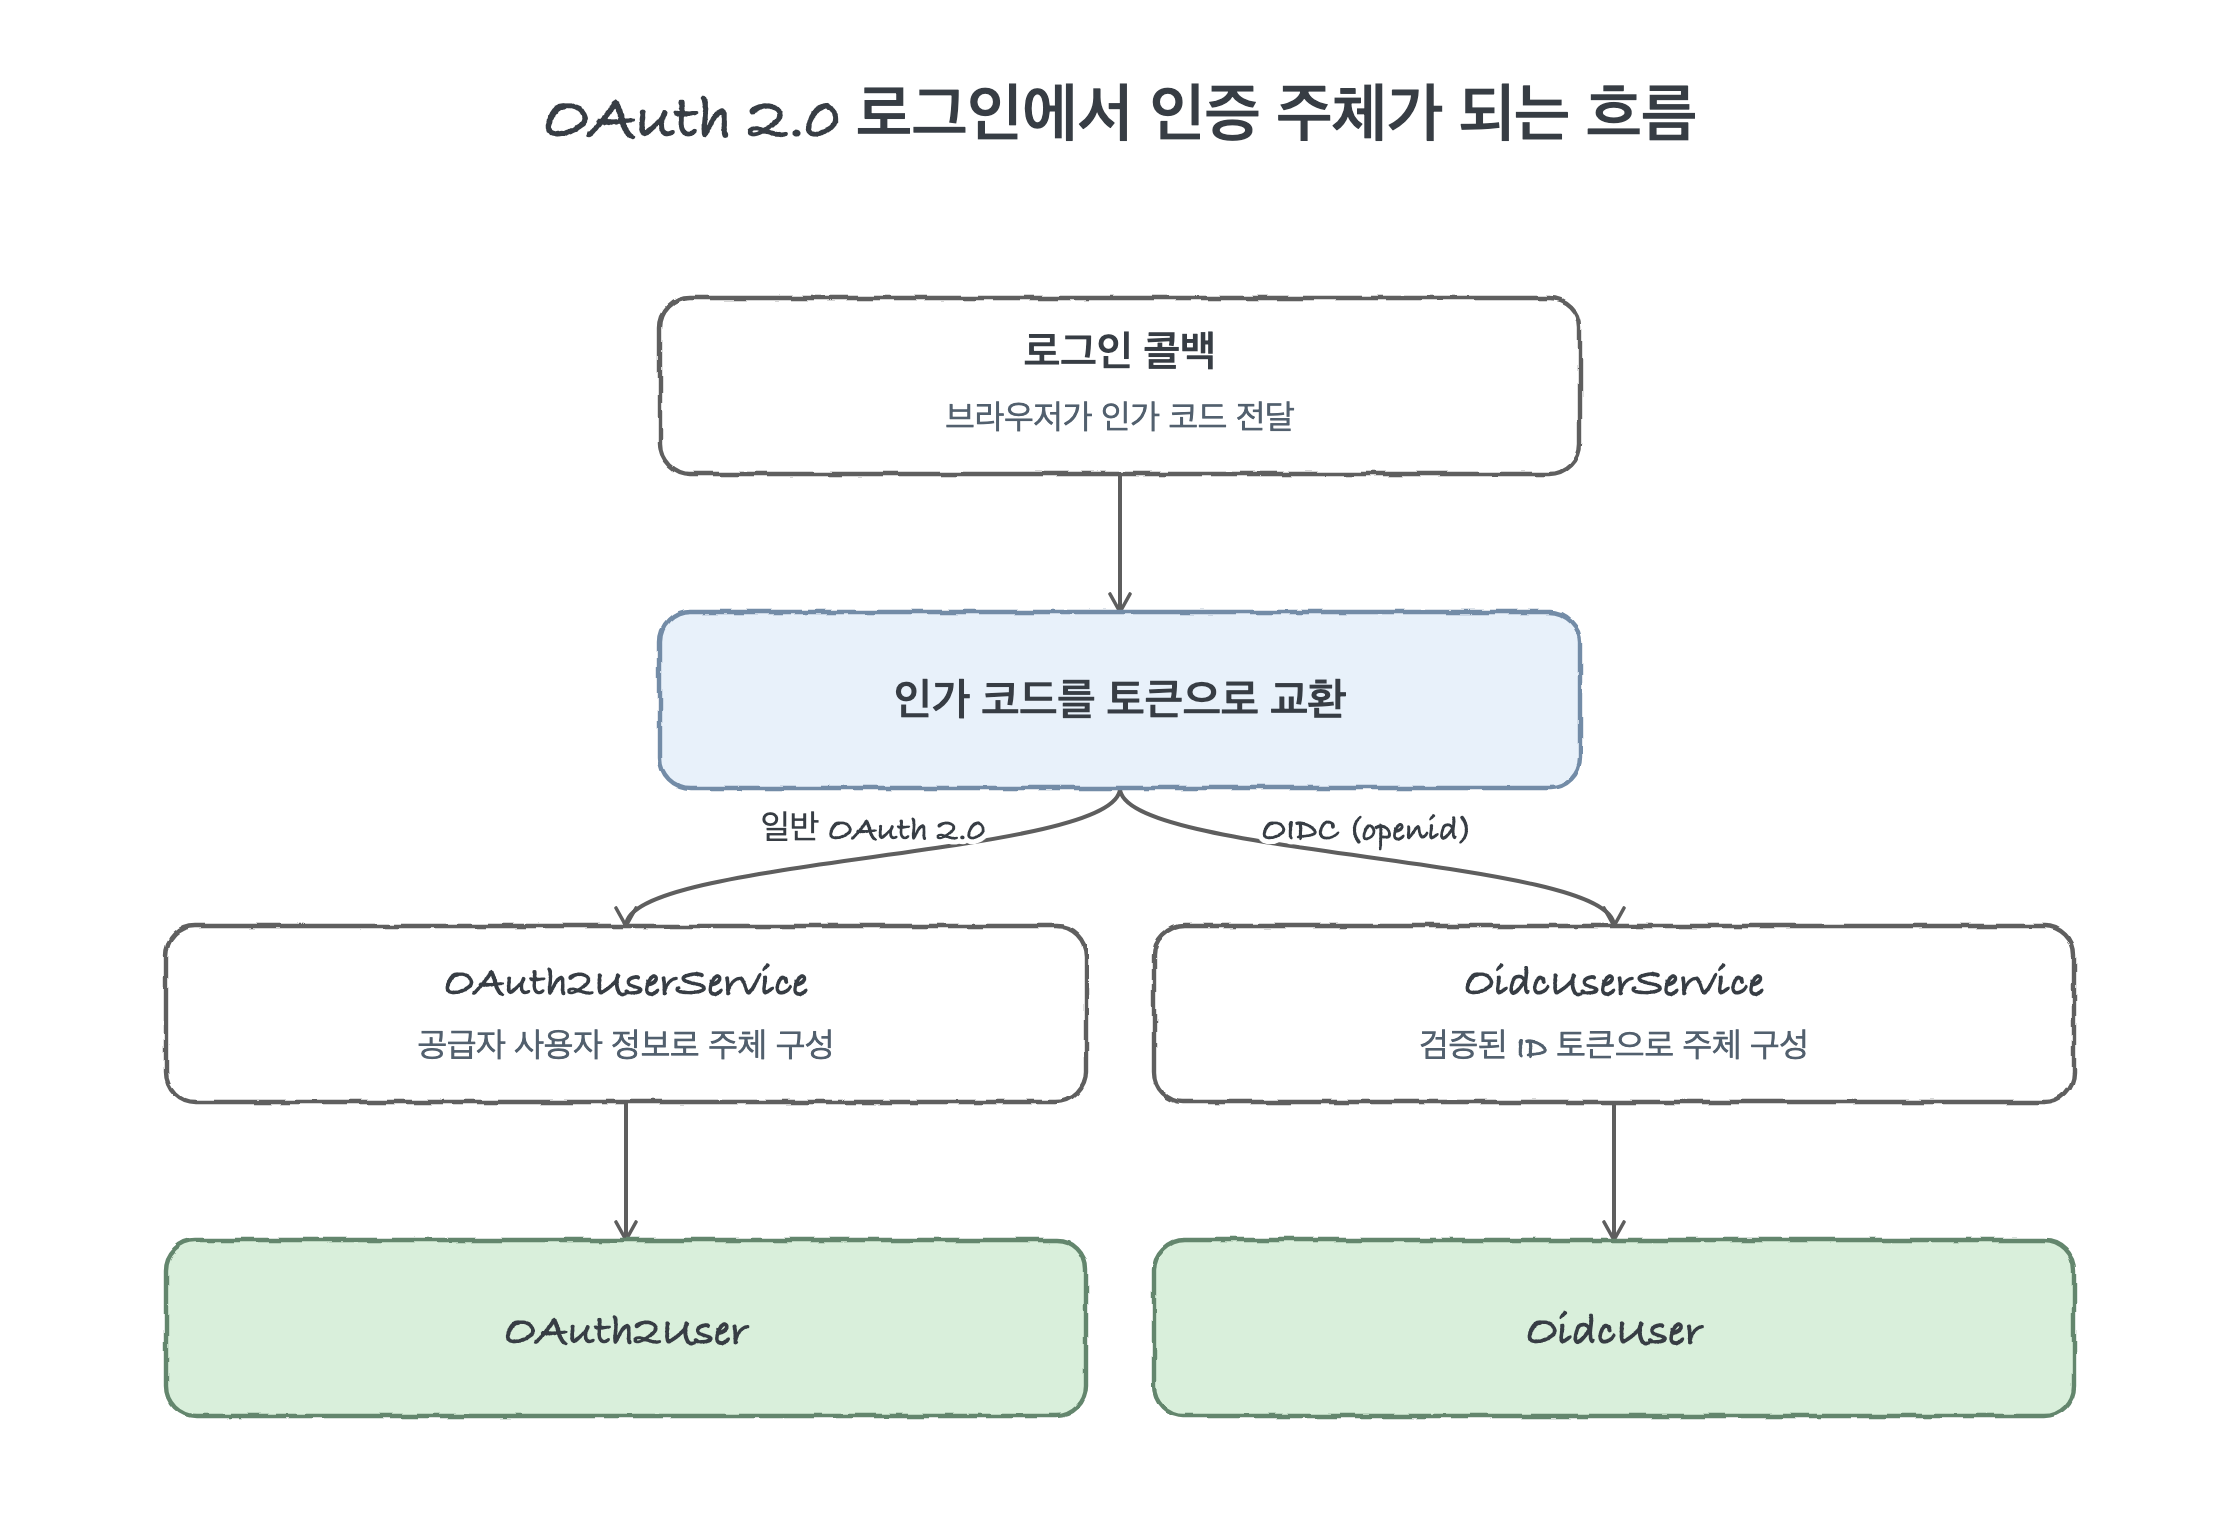 OAuth 2.0 로그인에서 인증 주체가 되는 흐름
로그인 콜백
브라우저가 인가 코드 전달
인가 코드를 토큰으로 교환
일반 OAuth 2.0
OIDC (openid)
OAuth2UserService
공급자 사용자 정보로 주체 구성
OidcUserService
검증된 ID 토큰으로 주체 구성
OAuth2User
OidcUser